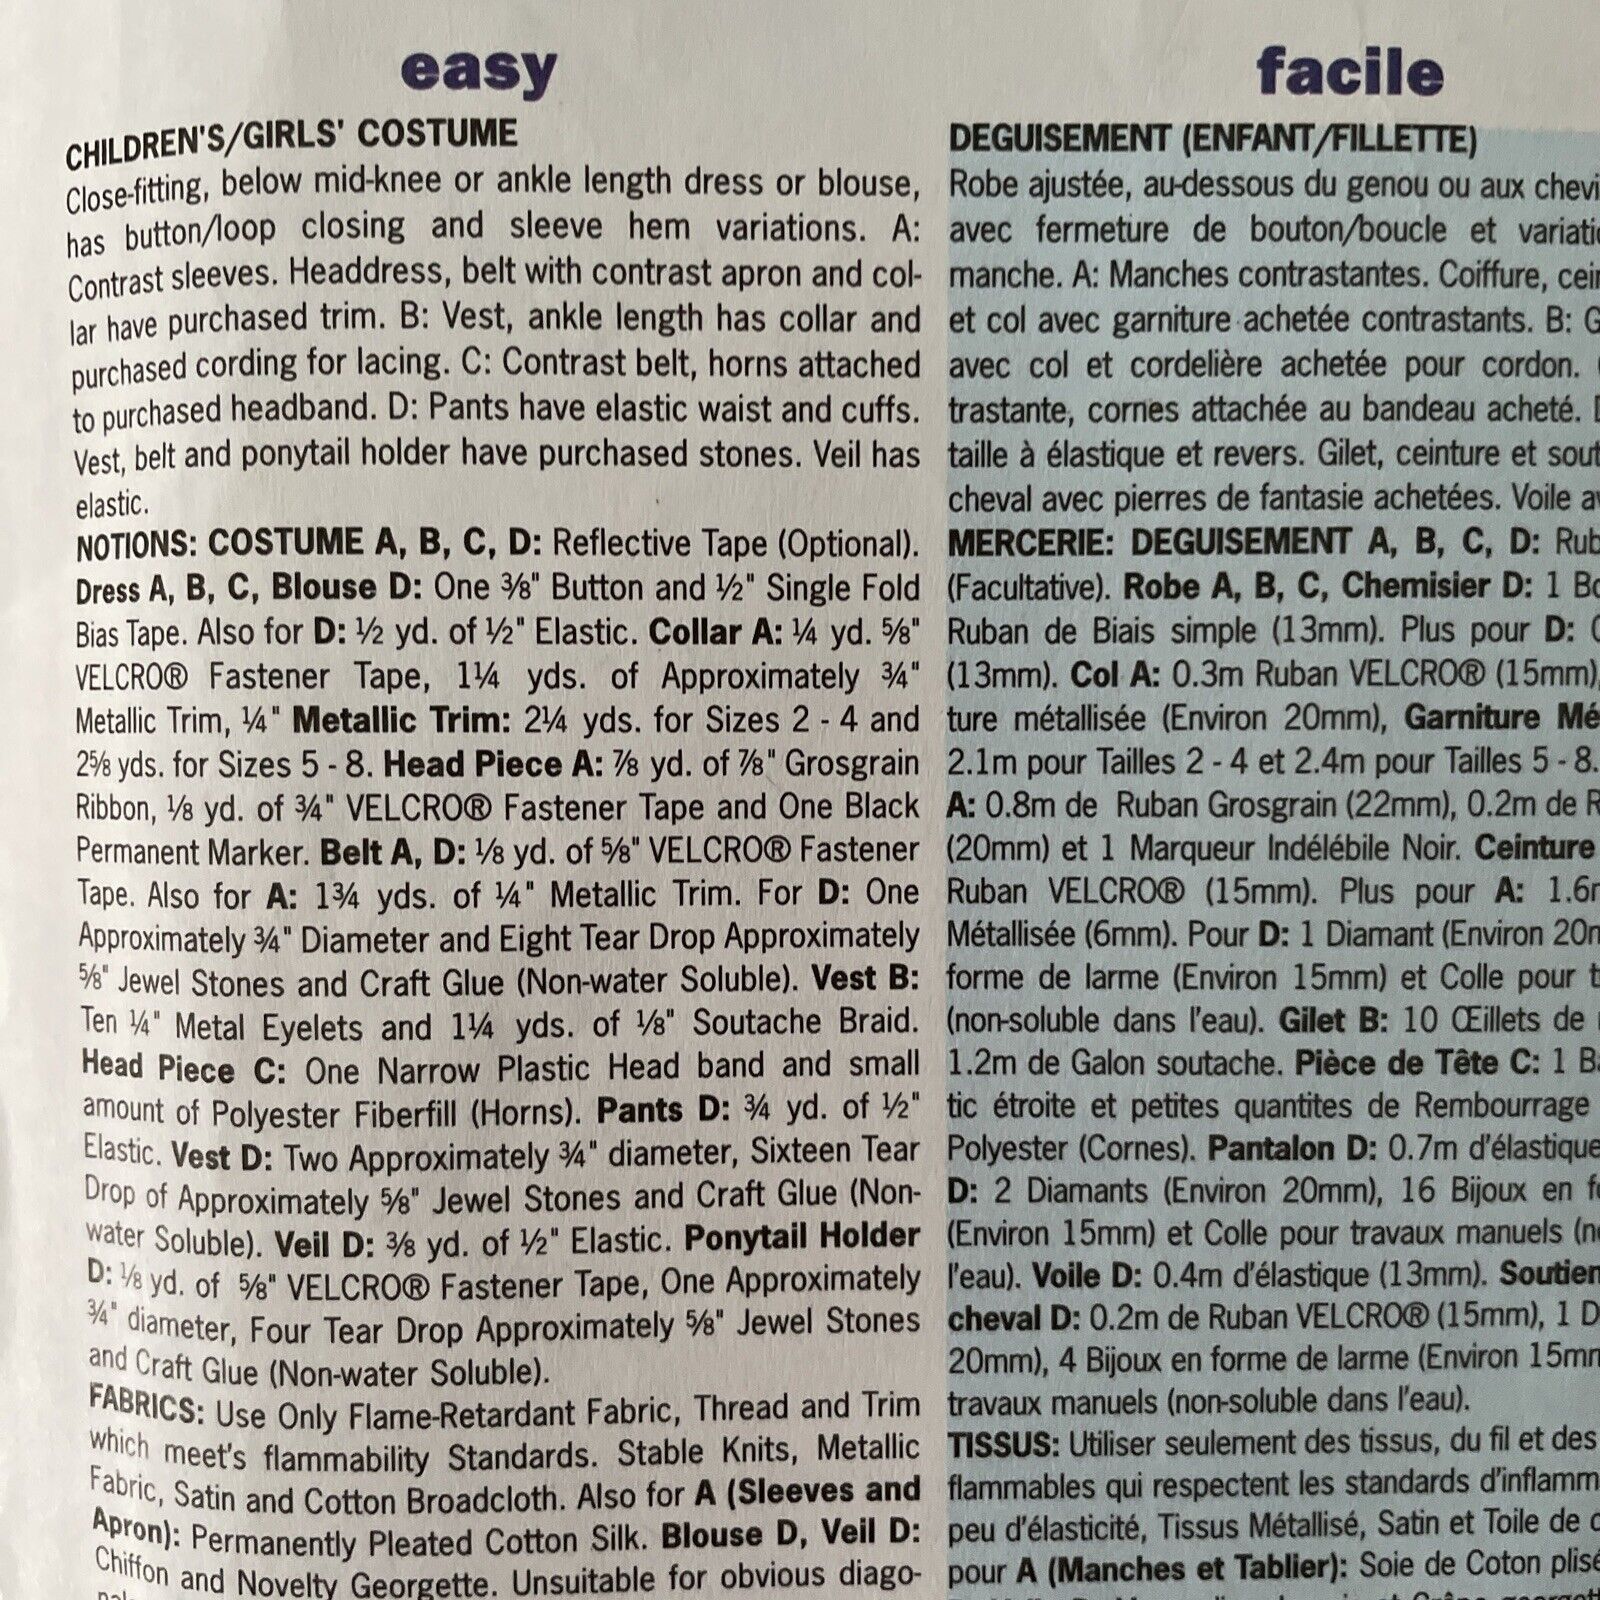 easy
CHILDREN'S/GIRLS' COSTUME
Close-fitting, below mid-knee or ankle length dress or blouse,
has button/loop closing and sleeve hem variations. A:
Contrast sleeves. Headdress, belt with contrast apron and col-
lar have purchased trim. B: Vest, ankle length has collar and
purchased cording for lacing. C: Contrast belt, horns attached
to purchased headband. D: Pants have elastic waist and cuffs.
Vest, belt and ponytail holder have purchased stones. Veil has
elastic.
NOTIONS: COSTUME A, B, C, D: Reflective Tape (Optional).
Dress A, B, C, Blouse D: One ⅜" Button and ½" Single Fold
Bias Tape. Also for D: ½ yd. of ½" Elastic. Collar A: ¼ yd. ⅝"
VELCRO® Fastener Tape, 1¼ yds. of Approximately ¾"
Metallic Trim, ¼" Metallic Trim: 2¼ yds. for Sizes 2 - 4 and
2⅝ yds. for Sizes 5 - 8. Head Piece A: ⅞ yd. of ⅞" Grosgrain
Ribbon, ⅛ yd. of ¾" VELCRO® Fastener Tape and One Black
Permanent Marker. Belt A, D: ⅛ yd. of ⅝" VELCRO® Fastener
Tape. Also for A: 1¾ yds. of ¼" Metallic Trim. For D: One
Approximately ¾" Diameter and Eight Tear Drop Approximately
⅝" Jewel Stones and Craft Glue (Non-water Soluble). Vest B:
Ten ¼" Metal Eyelets and 1¼ yds. of ⅛" Soutache Braid.
Head Piece C: One Narrow Plastic Head band and small
amount of Polyester Fiberfill (Horns). Pants D: ¾ yd. of ½"
Elastic. Vest D: Two Approximately ¾" diameter, Sixteen Tear
Drop of Approximately ⅝" Jewel Stones and Craft Glue (Non-
water Soluble). Veil D: ⅜ yd. of ½" Elastic. Ponytail Holder
D: ⅛ yd. of ⅝" VELCRO® Fastener Tape, One Approximately
¾" diameter, Four Tear Drop Approximately ⅝" Jewel Stones
and Craft Glue (Non-water Soluble).
FABRICS: Use Only Flame-Retardant Fabric, Thread and Trim
which meet's flammability Standards. Stable Knits, Metallic
Fabric, Satin and Cotton Broadcloth. Also for A (Sleeves and
Apron): Permanently Pleated Cotton Silk. Blouse D, Veil D:
Chiffon and Novelty Georgette. Unsuitable for obvious diago-
facile
DEGUISEMENT (ENFANT/FILLETTE)
Robe ajustée, au-dessous du genou ou aux chevi
avec fermeture de bouton/boucle et variati
manche. A: Manches contrastantes. Coiffure, cei
et col avec garniture achetée contrastants. B: G
avec col et cordelière achetée pour cordon.
trastante, cornes attachée au bandeau acheté.
taille à élastique et revers. Gilet, ceinture et sout
cheval avec pierres de fantasie achetées. Voile a
MERCERIE: DEGUISEMENT A, B, C, D: Rub
(Facultative). Robe A, B, C, Chemisier D: 1 Bo
Ruban de Biais simple (13mm). Plus pour D:
(13mm). Col A: 0.3m Ruban VELCRO® (15mm),
ture métallisée (Environ 20mm), Garniture Mé
2.1m pour Tailles 2 - 4 et 2.4m pour Tailles 5 - 8.
A: 0.8m de Ruban Grosgrain (22mm), 0.2m de R
(20mm) et 1 Marqueur Indélébile Noir. Ceinture
Ruban VELCRO® (15mm). Plus pour A: 1.6m
Métallisée (6mm). Pour D: 1 Diamant (Environ 20m
forme de larme (Environ 15mm) et Colle pour t
(non-soluble dans l'eau). Gilet B: 10 Œillets de
1.2m de Galon soutache. Pièce de Tête C: 1 Ba
tic étroite et petites quantites de Rembourrage
Polyester (Cornes). Pantalon D: 0.7m d'élastique
D: 2 Diamants (Environ 20mm), 16 Bijoux en f
(Environ 15mm) et Colle pour travaux manuels (n
l'eau). Voile D: 0.4m d'élastique (13mm). Soutien
cheval D: 0.2m de Ruban VELCRO® (15mm), 1 D
20mm), 4 Bijoux en forme de larme (Environ 15mm
travaux manuels (non-soluble dans l'eau).
TISSUS: Utiliser seulement des tissus, du fil et des
flammables qui respectent les standards d'inflamm
peu d'élasticité, Tissus Métallisé, Satin et Toile de c
pour A (Manches et Tablier): Soie de Coton plisé